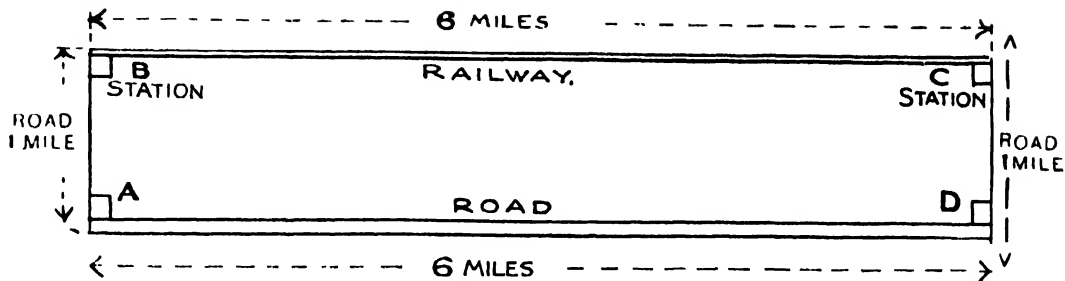 6 MILES
B
STATION
RAILWAY.
C
STATION
ROAD
1 MILE
ROAD
1 MILE
A
ROAD
D
6 MILES